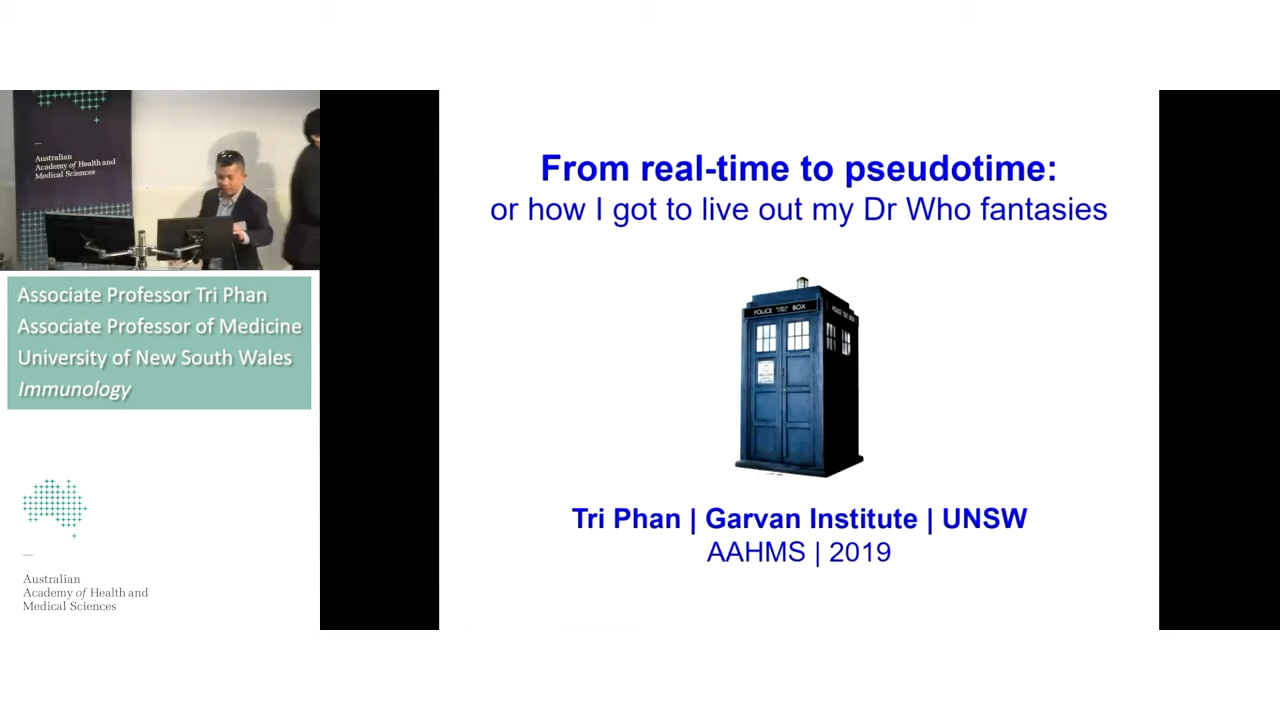 Australian
Academy of Health and
Medical Sciences
Associate Professor Tri Phan
Associate Professor of Medicine
University of New South Wales
Immunology
Australian
Academy of Health and
Medical Sciences
From real-time to pseudotime:
or how I got to live out my Dr Who fantasies
POLICE BOX
Tri Phan | Garvan Institute | UNSW
AAHMS | 2019